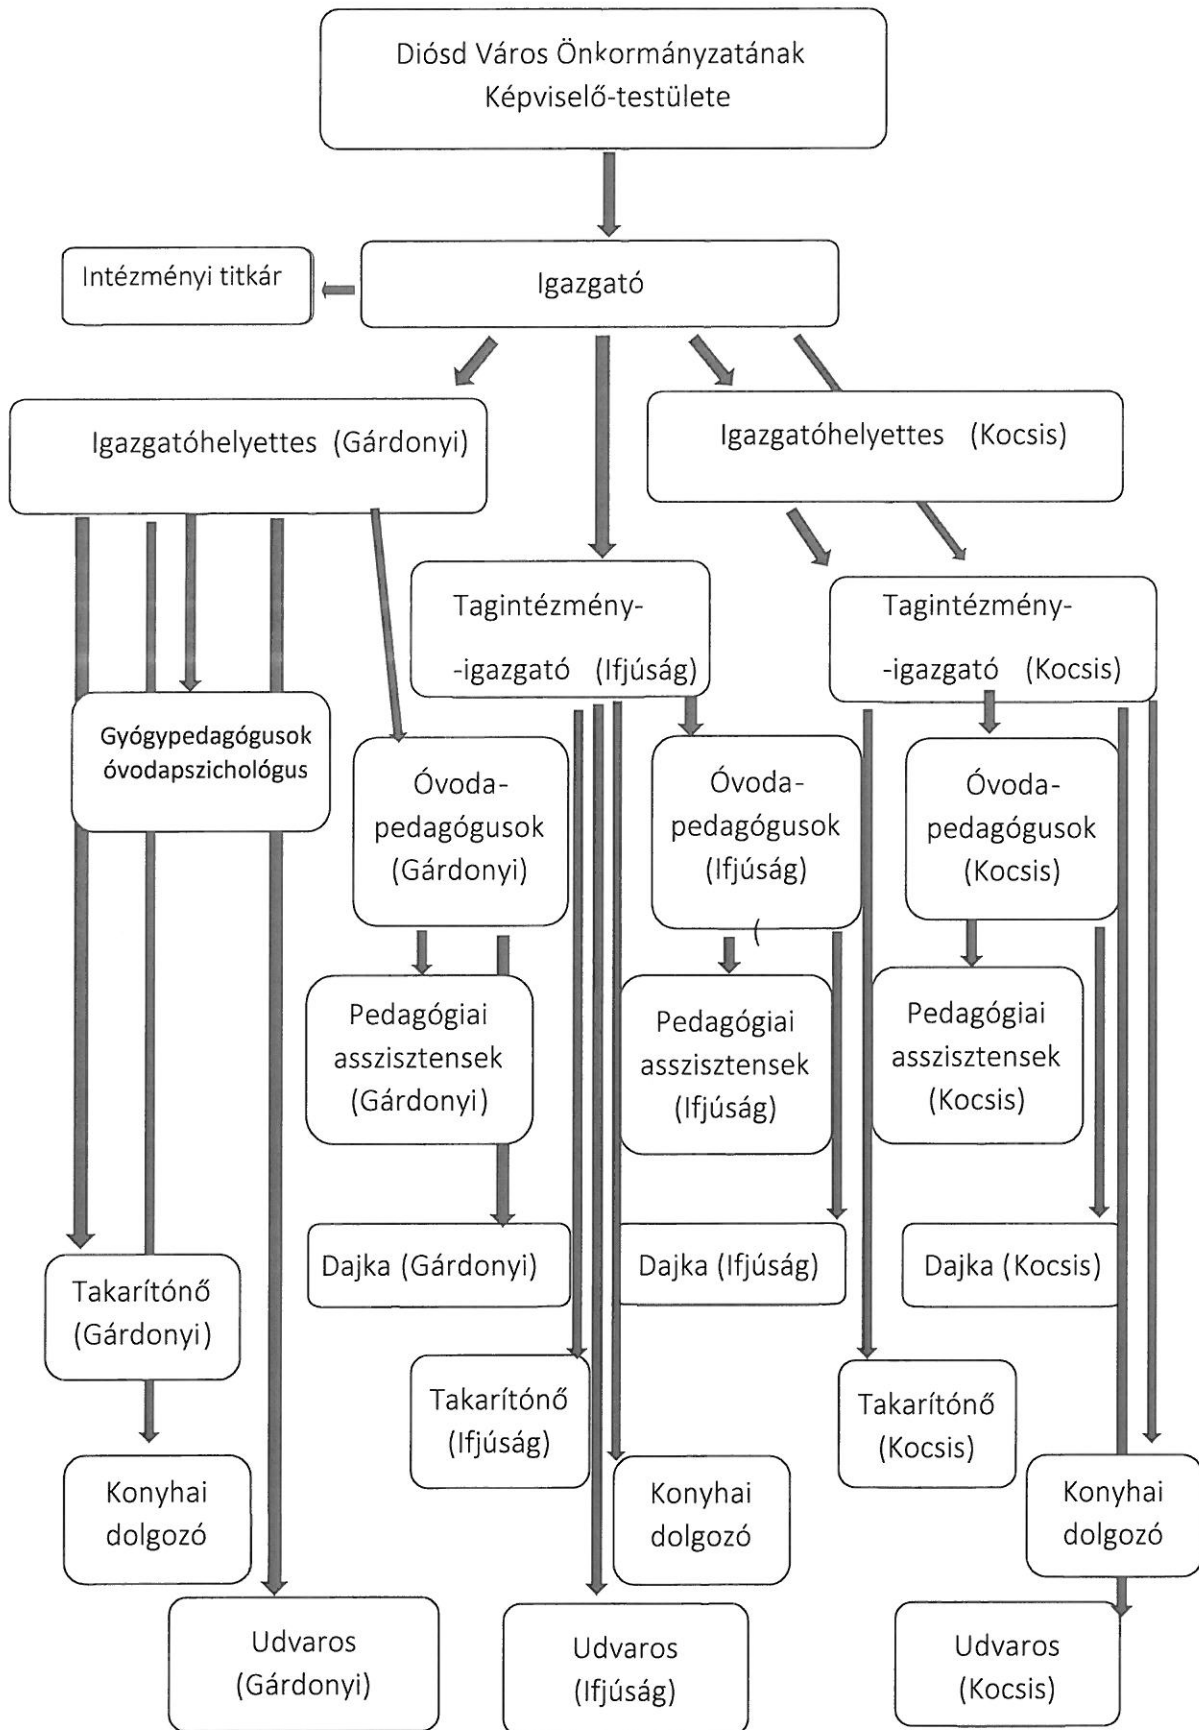 Diósd Város Önkormányzatának
Képviselő-testülete
Intézményi titkár
Igazgató
Igazgatóhelyettes (Gárdonyi)
Igazgatóhelyettes (Kocsis)
Tagintézmény-
-igazgató (Ifjúság)
Tagintézmény-
-igazgató (Kocsis)
Gyógypedagógusok
óvodapszichológus
Óvoda-
pedagógusok
(Gárdonyi)
Óvoda-
pedagógusok
(Ifjúság)
(
Óvoda-
pedagógusok
(Kocsis)
Pedagógiai
asszisztensek
(Gárdonyi)
Pedagógiai
asszisztensek
(Ifjúság)
Pedagógiai
asszisztensek
(Kocsis)
Dajka (Gárdonyi)
Dajka (Ifjúság)
Dajka (Kocsis)
Takarítónő
(Gárdonyi)
Takarítónő
(Ifjúság)
Takarítónő
(Kocsis)
Konyhai
dolgozó
Konyhai
dolgozó
Konyhai
dolgozó
Udvaros
(Gárdonyi)
Udvaros
(Ifjúság)
Udvaros
(Kocsis)